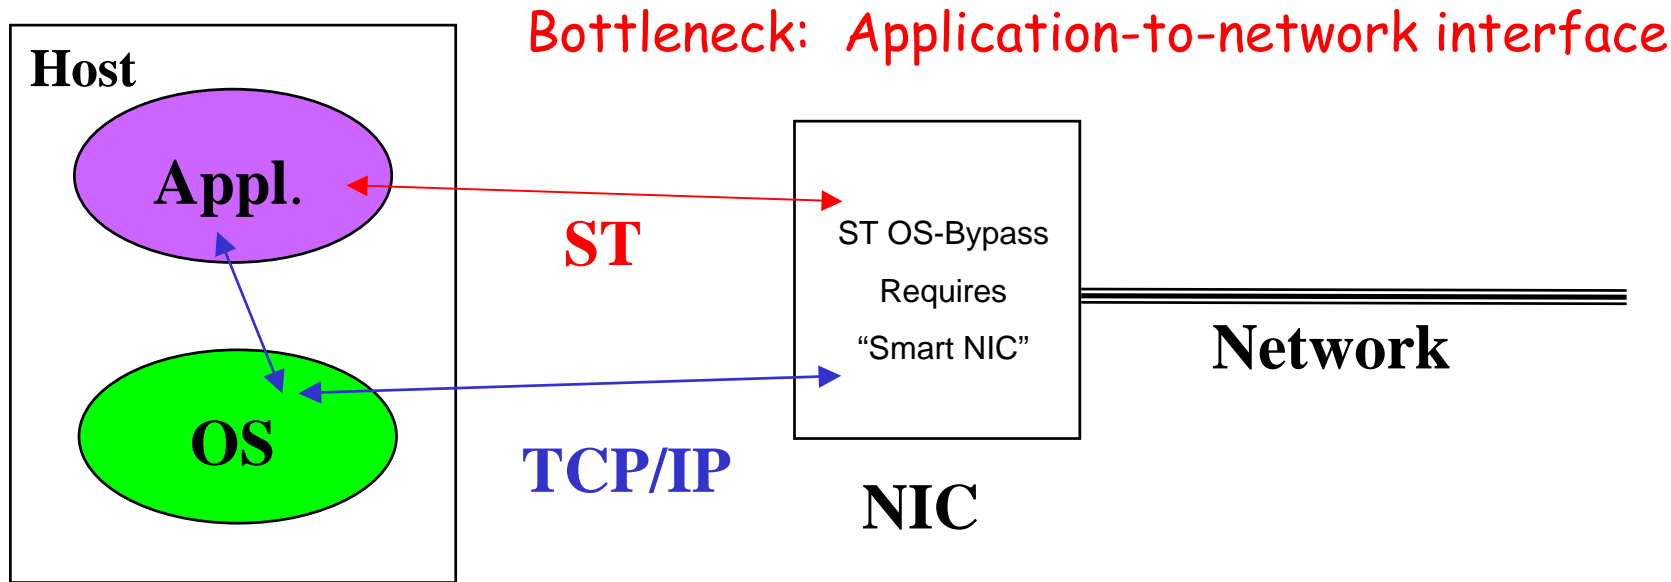 Bottleneck: Application-to-network interface
Host
Appl.
ST
ST OS-Bypass
Requires
“Smart NIC”
Network
OS
TCP/IP
NIC